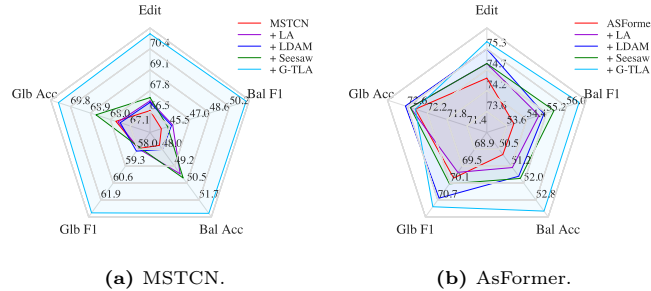 Edit
Bal F1
Bal Acc
Glb F1
Glb Acc
70.4
69.1
67.8
66.5
50.2
48.6
47.0
45.5
51.7
50.5
49.2
48.0
61.9
60.6
59.3
58.0
69.8
68.9
68.0
67.1
MSTCN
+ LA
+ LDAM
+ Seesaw
+ G-TLA
(a) MSTCN.
Edit
Bal F1
Bal Acc
Glb F1
Glb Acc
75.3
74.7
73.6
56.0
55.2
54.4
53.6
52.8
52.0
51.2
50.5
70.7
70.1
69.5
68.9
72.6
72.2
71.8
71.4
ASFormer
+ LA
+ LDAM
+ Seesaw
+ G-TLA
(b) AsFormer.